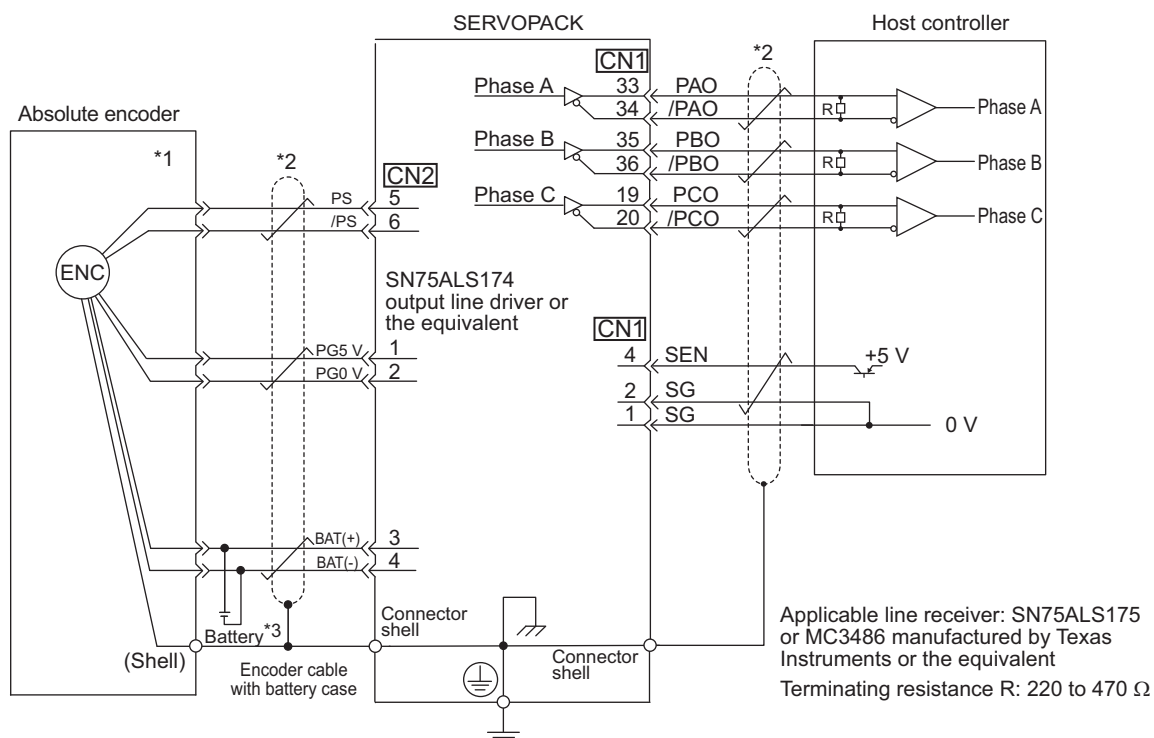 SERVOPACK
Host controller
Absolute encoder
*1
*2
CN2
PS
5
/PS
6
ENC
SN75ALS174
output line driver or
the equivalent
PG5 V
1
PG0 V
2
BAT(+)
3
BAT(-)
4
Battery*3
(Shell)
Encoder cable
with battery case
Connector
shell
CN1
*2
Phase A
33
PAO
34
/PAO
R
Phase A
Phase B
35
PBO
36
/PBO
R
Phase B
Phase C
19
PCO
20
/PCO
R
Phase C
CN1
4
SEN
+5 V
2
SG
1
SG
0 V
Connector
shell
Applicable line receiver: SN75ALS175
or MC3486 manufactured by Texas
Instruments or the equivalent
Terminating resistance R: 220 to 470 Ω